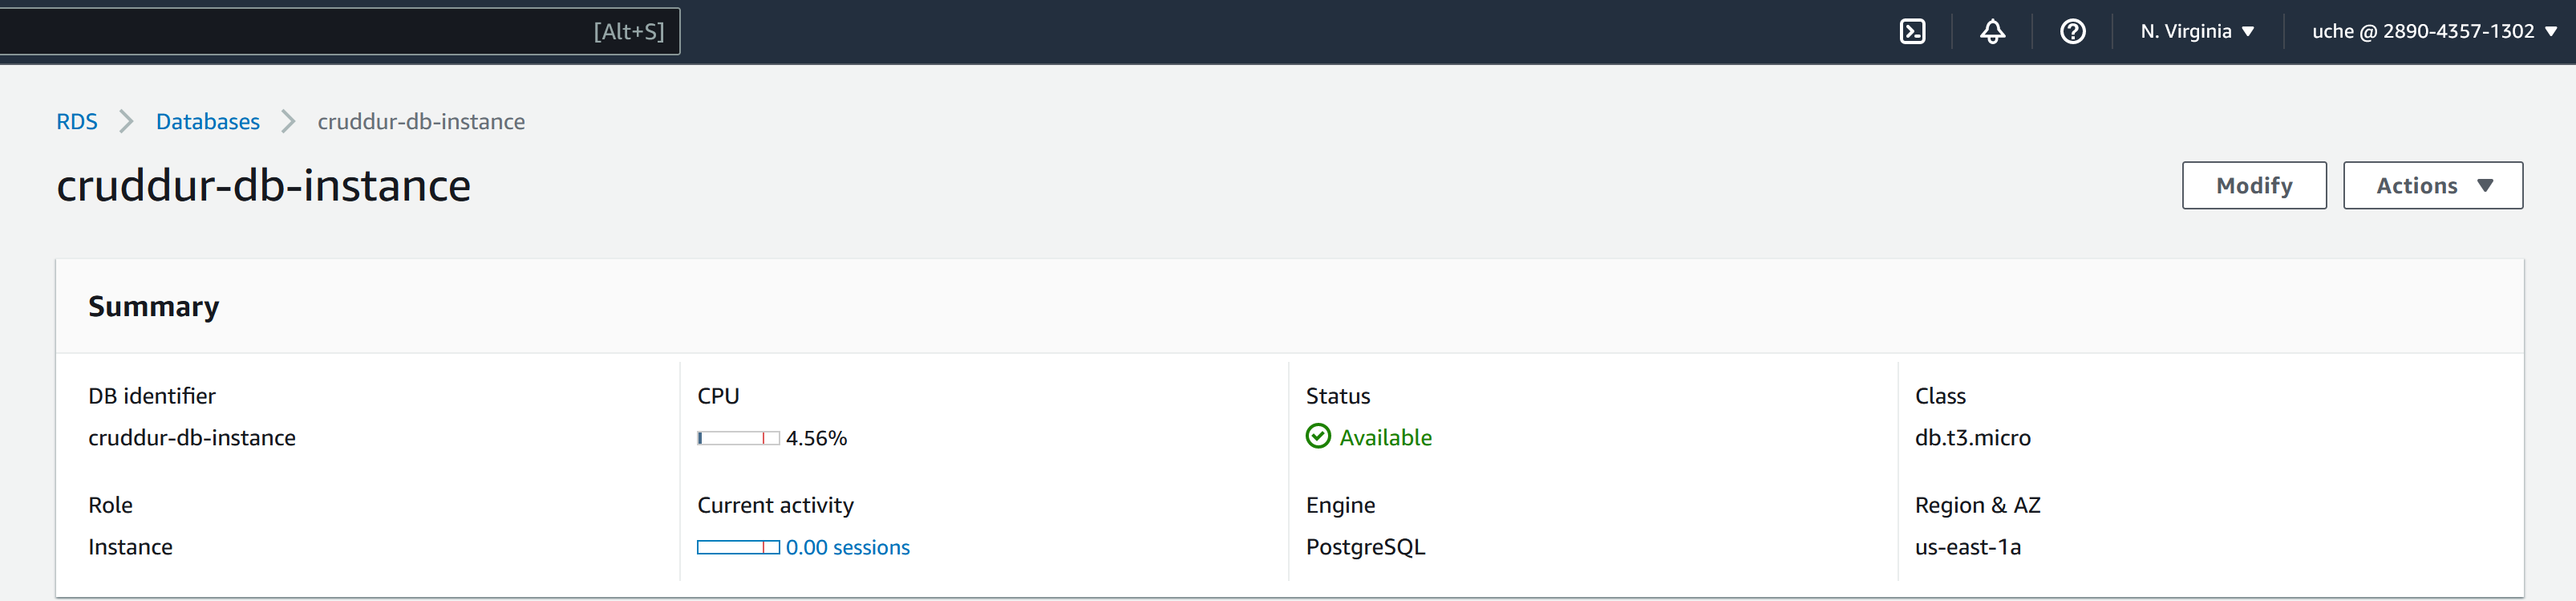 [Alt+S] N. Virginia uche @ 2890-4357-1302
RDS Databases cruddur-db-instance
cruddur-db-instance
Modify Actions
Summary
DB identifier CPU Status Class
cruddur-db-instance 4.56% Available db.t3.micro
Role Current activity Engine Region & AZ
Instance 0.00 sessions PostgreSQL us-east-1a